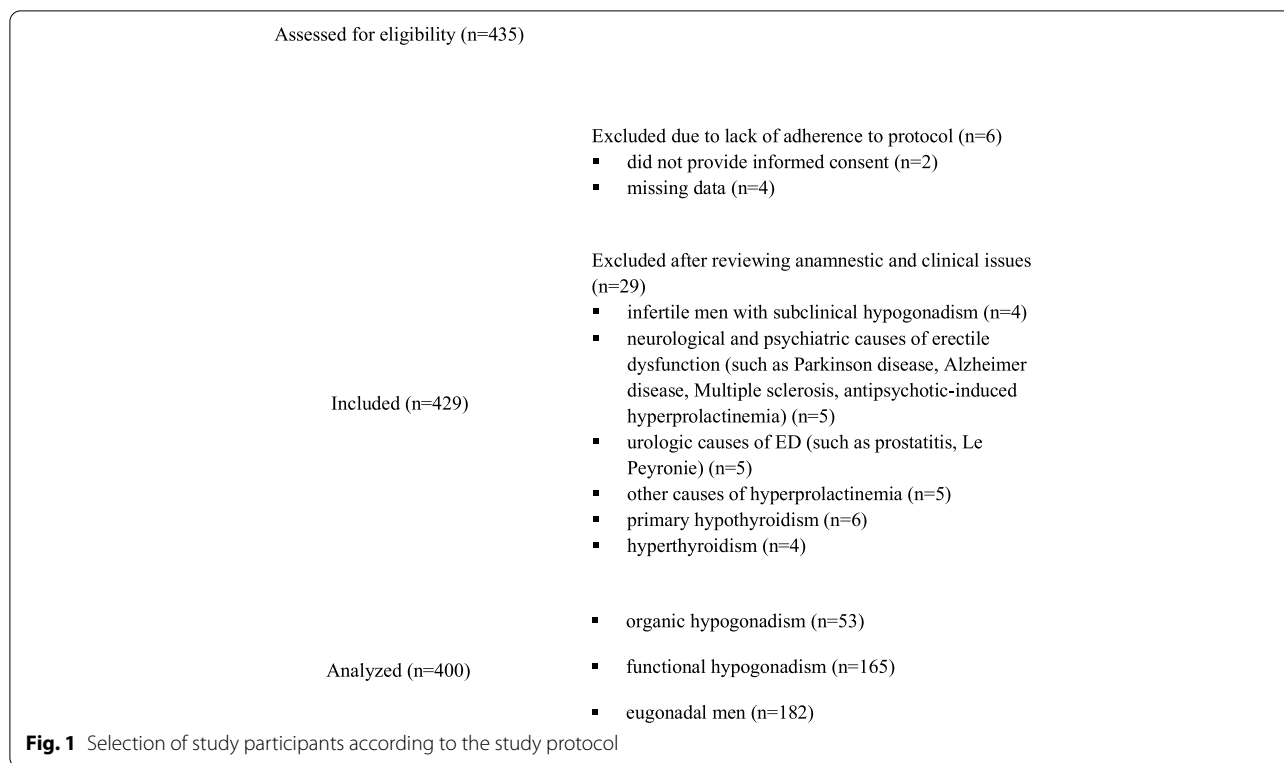 Assessed for eligibility (n=435)
Excluded due to lack of adherence to protocol (n=6)
▪ did not provide informed consent (n=2)
▪ missing data (n=4)
Excluded after reviewing anamnestic and clinical issues
(n=29)
▪ infertile men with subclinical hypogonadism (n=4)
▪ neurological and psychiatric causes of erectile
dysfunction (such as Parkinson disease, Alzheimer
disease, Multiple sclerosis, antipsychotic-induced
hyperprolactinemia) (n=5)
▪ urologic causes of ED (such as prostatitis, Le
Peyronie) (n=5)
▪ other causes of hyperprolactinemia (n=5)
▪ primary hypothyroidism (n=6)
▪ hyperthyroidism (n=4)
Included (n=429)
▪ organic hypogonadism (n=53)
▪ functional hypogonadism (n=165)
▪ eugonadal men (n=182)
Analyzed (n=400)
Fig. 1 Selection of study participants according to the study protocol